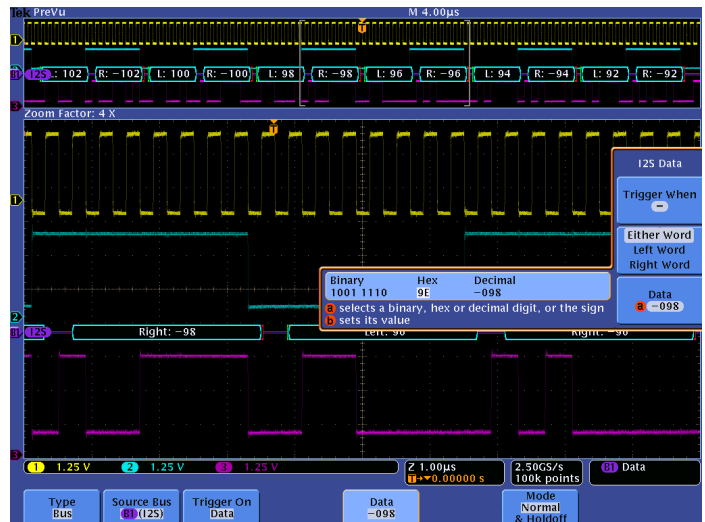 Tek PreVu M 4.00µs
T
1
B1 I2S L: 102 R: -102 L: 100 R: -100 L: 98 R: -98 L: 96 R: -96 L: 94 R: -94 L: 92 R: -92
3
Zoom Factor: 4 X
T
I2S Data
Trigger When
=
1
Either Word
Left Word
Right Word
Binary Hex Decimal
1001 1110 9E -098
a selects a binary, hex or decimal digit, or the sign
b sets its value
Data
a -098
2
B1 I2S Right: -98 Left: 96 Right: -96
3
1 1.25 V 2 1.25 V 3 1.25 V Z 1.00µs 2.50GS/s B1 Data
T→▼0.00000 s 100k points
Type Source Bus Trigger On Data Mode
Bus B1 (I2S) Data -098 Normal
& Holdoff